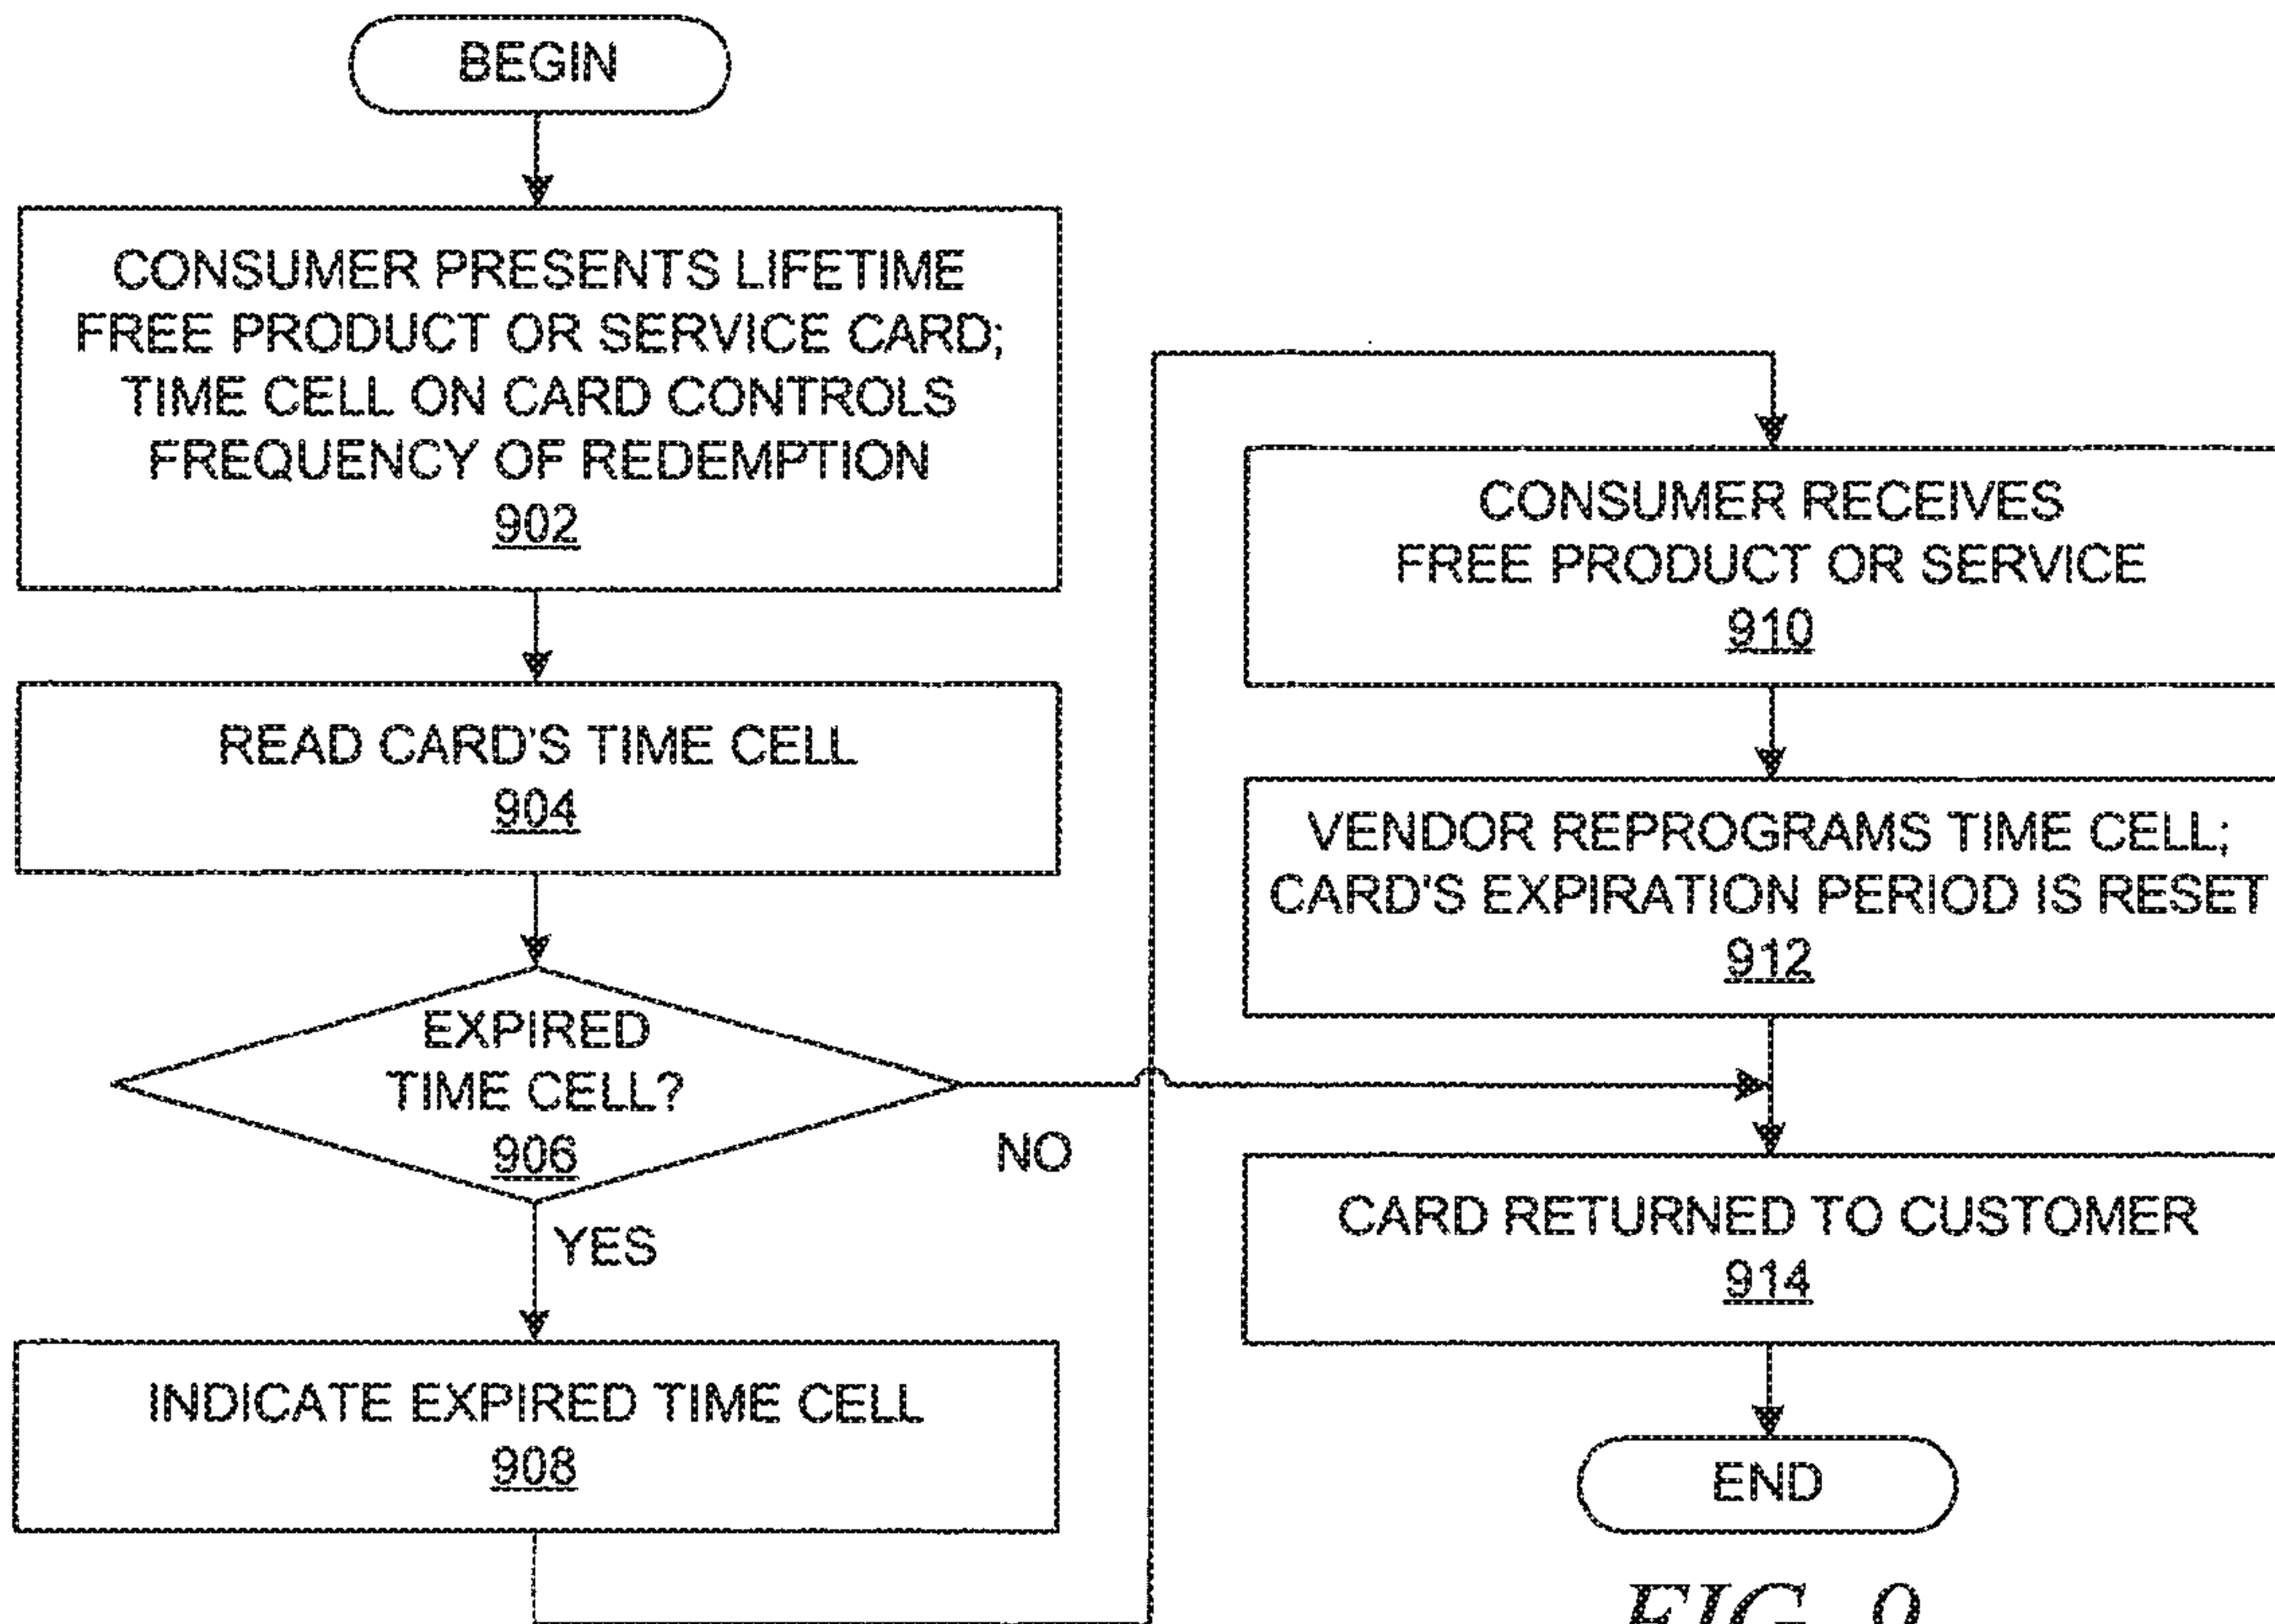 BEGIN
CONSUMER PRESENTS LIFETIME
FREE PRODUCT OR SERVICE CARD;
TIME CELL ON CARD CONTROLS
FREQUENCY OF REDEMPTION
902
READ CARD'S TIME CELL
904
EXPIRED
TIME CELL?
906
NO
YES
INDICATE EXPIRED TIME CELL
908
CONSUMER RECEIVES
FREE PRODUCT OR SERVICE
910
VENDOR REPROGRAMS TIME CELL;
CARD'S EXPIRATION PERIOD IS RESET
912
CARD RETURNED TO CUSTOMER
914
END
FIG. 9